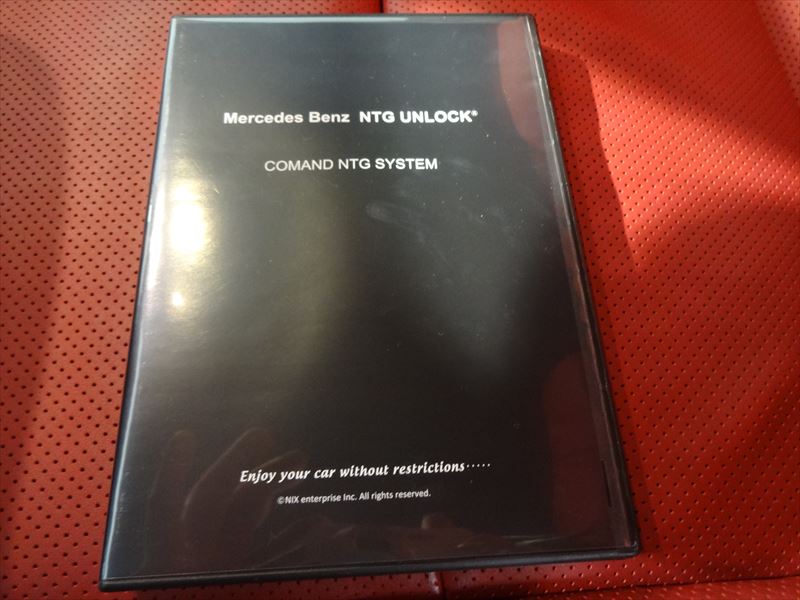 Mercedes Benz NTG UNLOCK®
COMAND NTG SYSTEM
Enjoy your car without restrictions·····
©NIX enterprise Inc. All rights reserved.